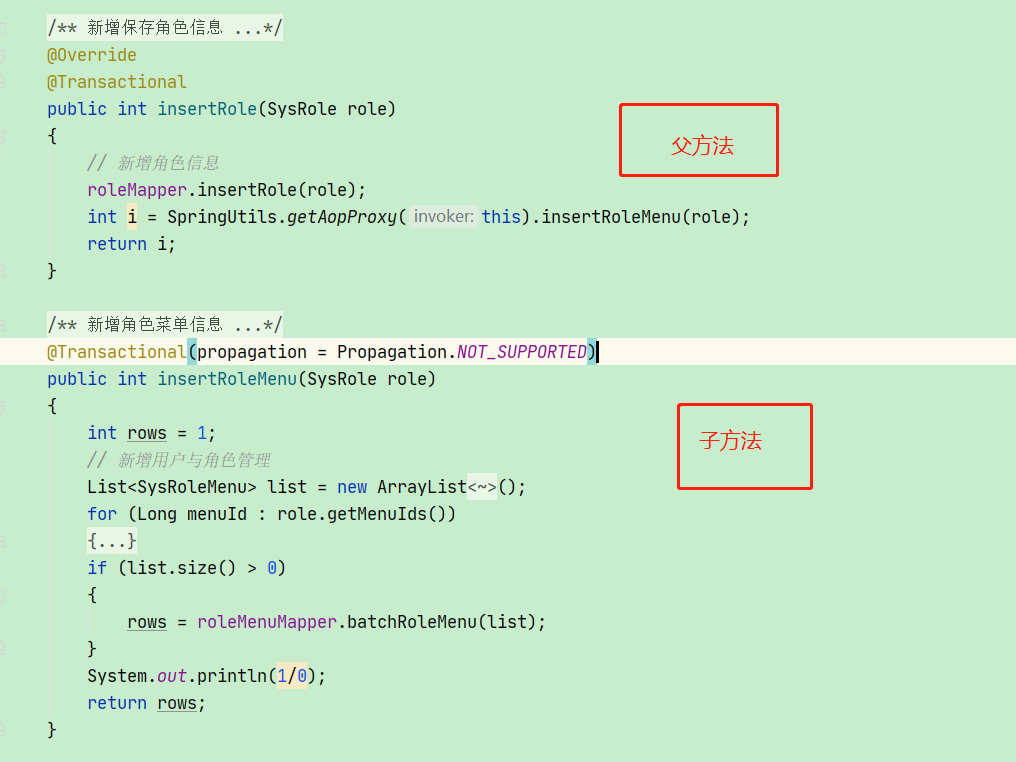 /** 新增保存角色信息 ...*/
@Override
@Transactional
public int insertRole(SysRole role)
{
// 新增角色信息
roleMapper.insertRole(role);
int i = SpringUtils.getAopProxy( invoker: this).insertRoleMenu(role);
return i;
}
父方法
/** 新增角色菜单信息 ...*/
@Transactional(propagation = Propagation.NOT_SUPPORTED)
public int insertRoleMenu(SysRole role)
{
int rows = 1;
// 新增用户与角色管理
List<SysRoleMenu> list = new ArrayList<~>();
for (Long menuId : role.getMenuIds())
{...}
if (list.size() > 0)
{
rows = roleMenuMapper.batchRoleMenu(list);
}
System.out.println(1/0);
return rows;
}
子方法